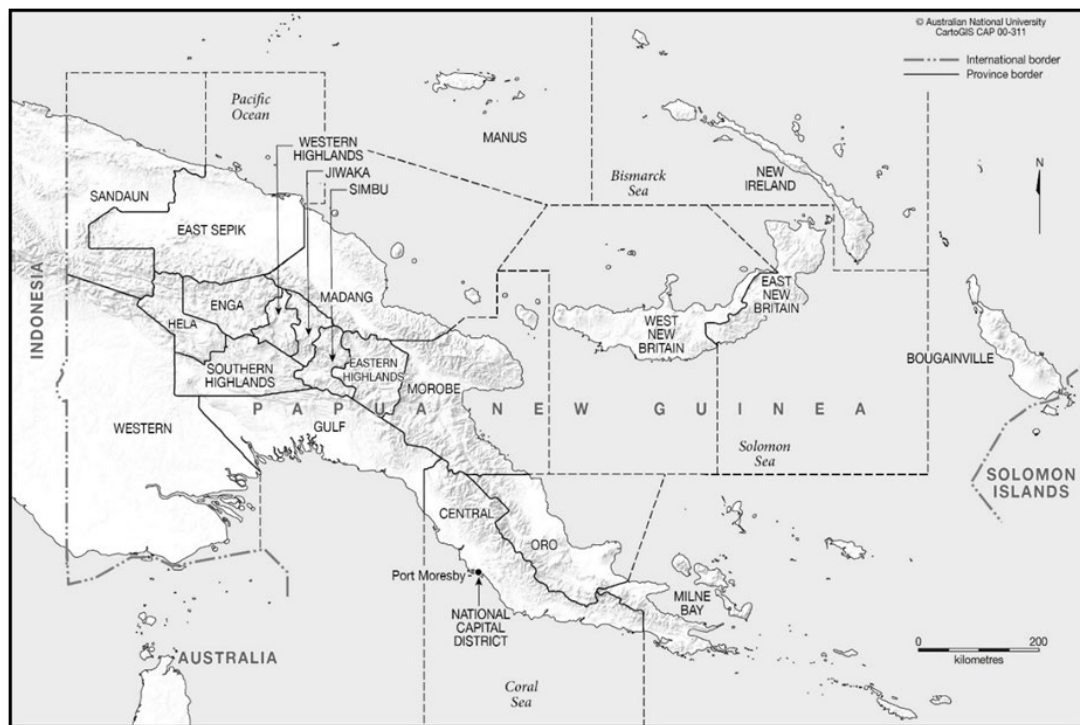 © Australian National University
CartoGIS CAP 00-311
International border
Province border
Pacific
Ocean
MANUS
WESTERN
HIGHLANDS
JIWAKA
SIMBU
Bismarck
Sea
NEW
IRELAND
N
SANDAUN
EAST SEPIK
INDONESIA
ENGA
MADANG
HELA
EAST
NEW
BRITAIN
WEST
NEW
BRITAIN
BOUGAINVILLE
SOUTHERN
HIGHLANDS
EASTERN
HIGHLANDS
MOROBE
PAPUA NEW GUINEA
WESTERN
GULF
Solomon
Sea
SOLOMON
ISLANDS
CENTRAL
ORO
Port Moresby
NATIONAL
CAPITAL
DISTRICT
MILNE
BAY
AUSTRALIA
Coral
Sea
0 200
kilometres